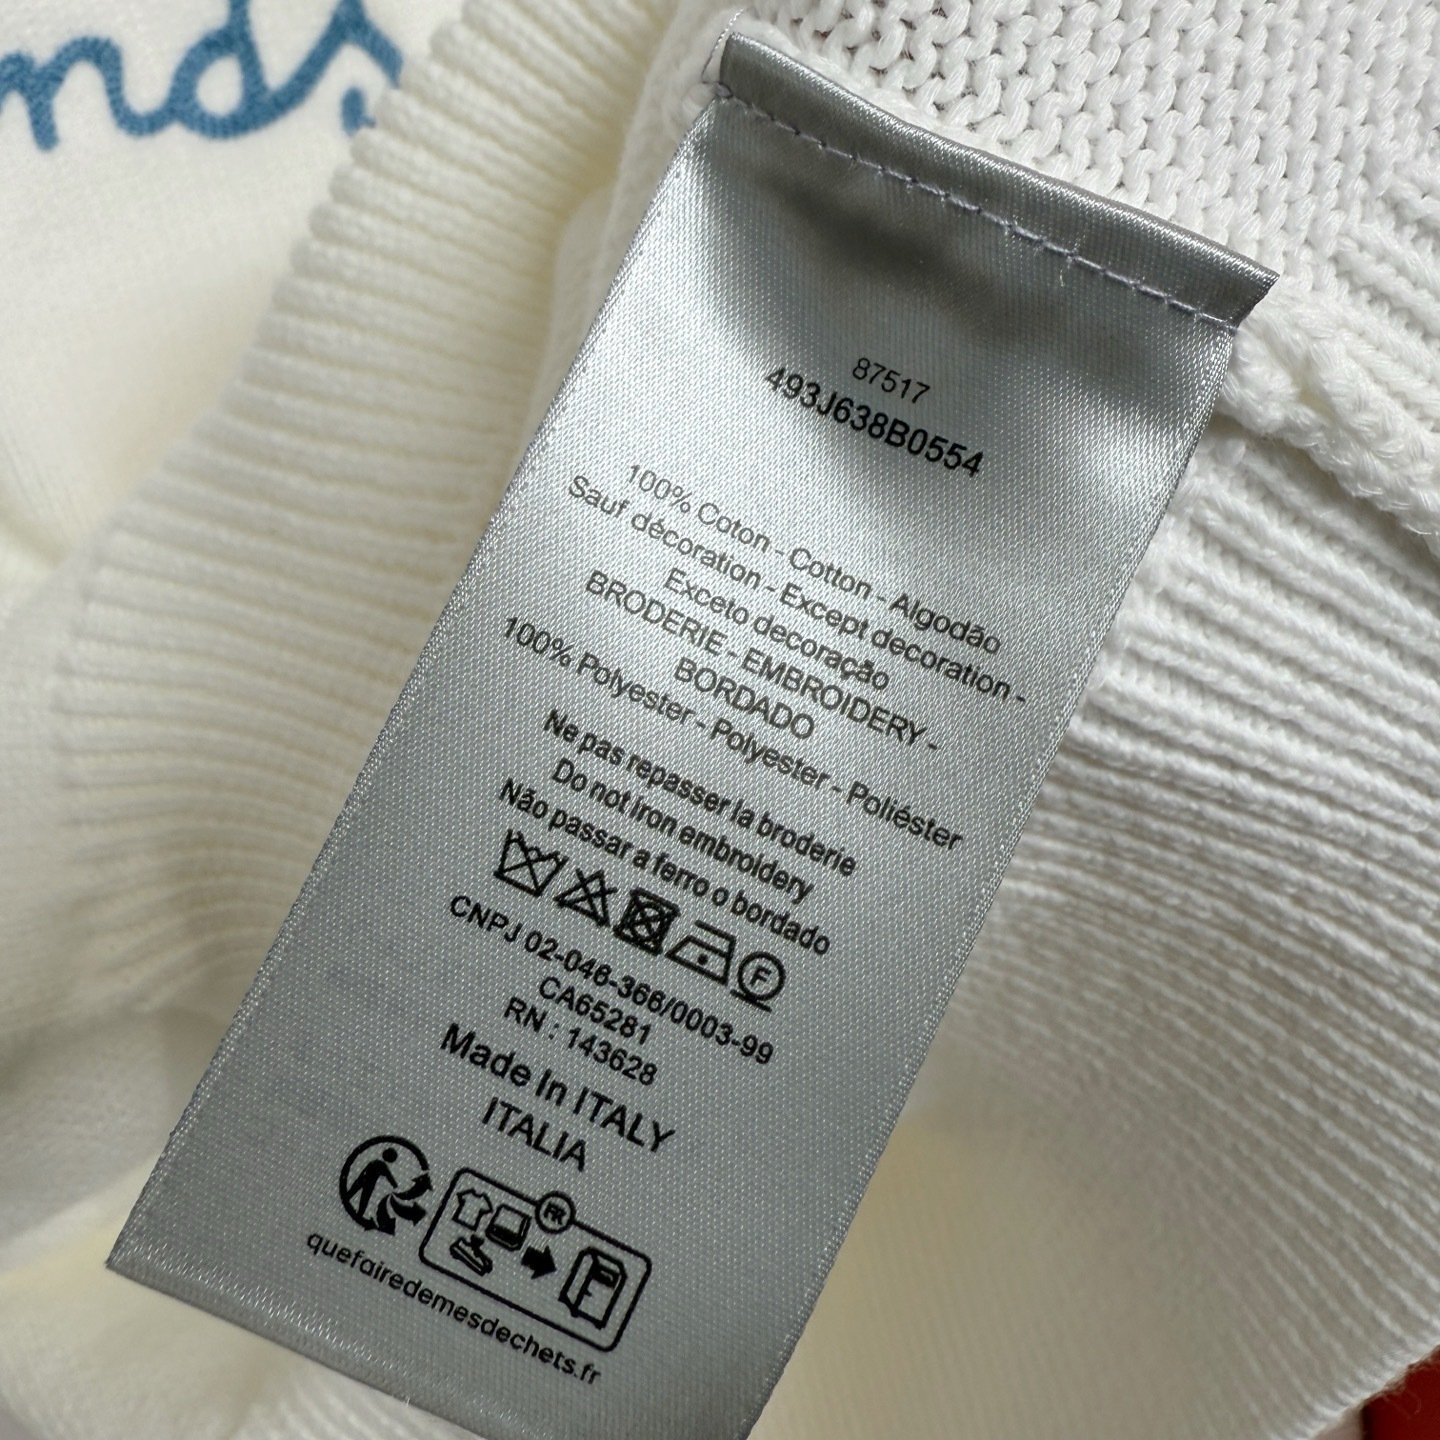 nds
87517
493J638B0554
100% Coton - Cotton - Algodão
Sauf décoration - Except decoration -
Exceto decoração
BRODERIE - EMBROIDERY -
BORDADO
100% Polyester - Polyester - Poliéster
Ne pas repasser la broderie
Do not iron embroidery
Não passar a ferro o bordado
F
CNPJ 02-046-366/0003-99
CA65281
RN : 143628
Made In ITALY
ITALIA
FR
quefairedemesdechets.fr